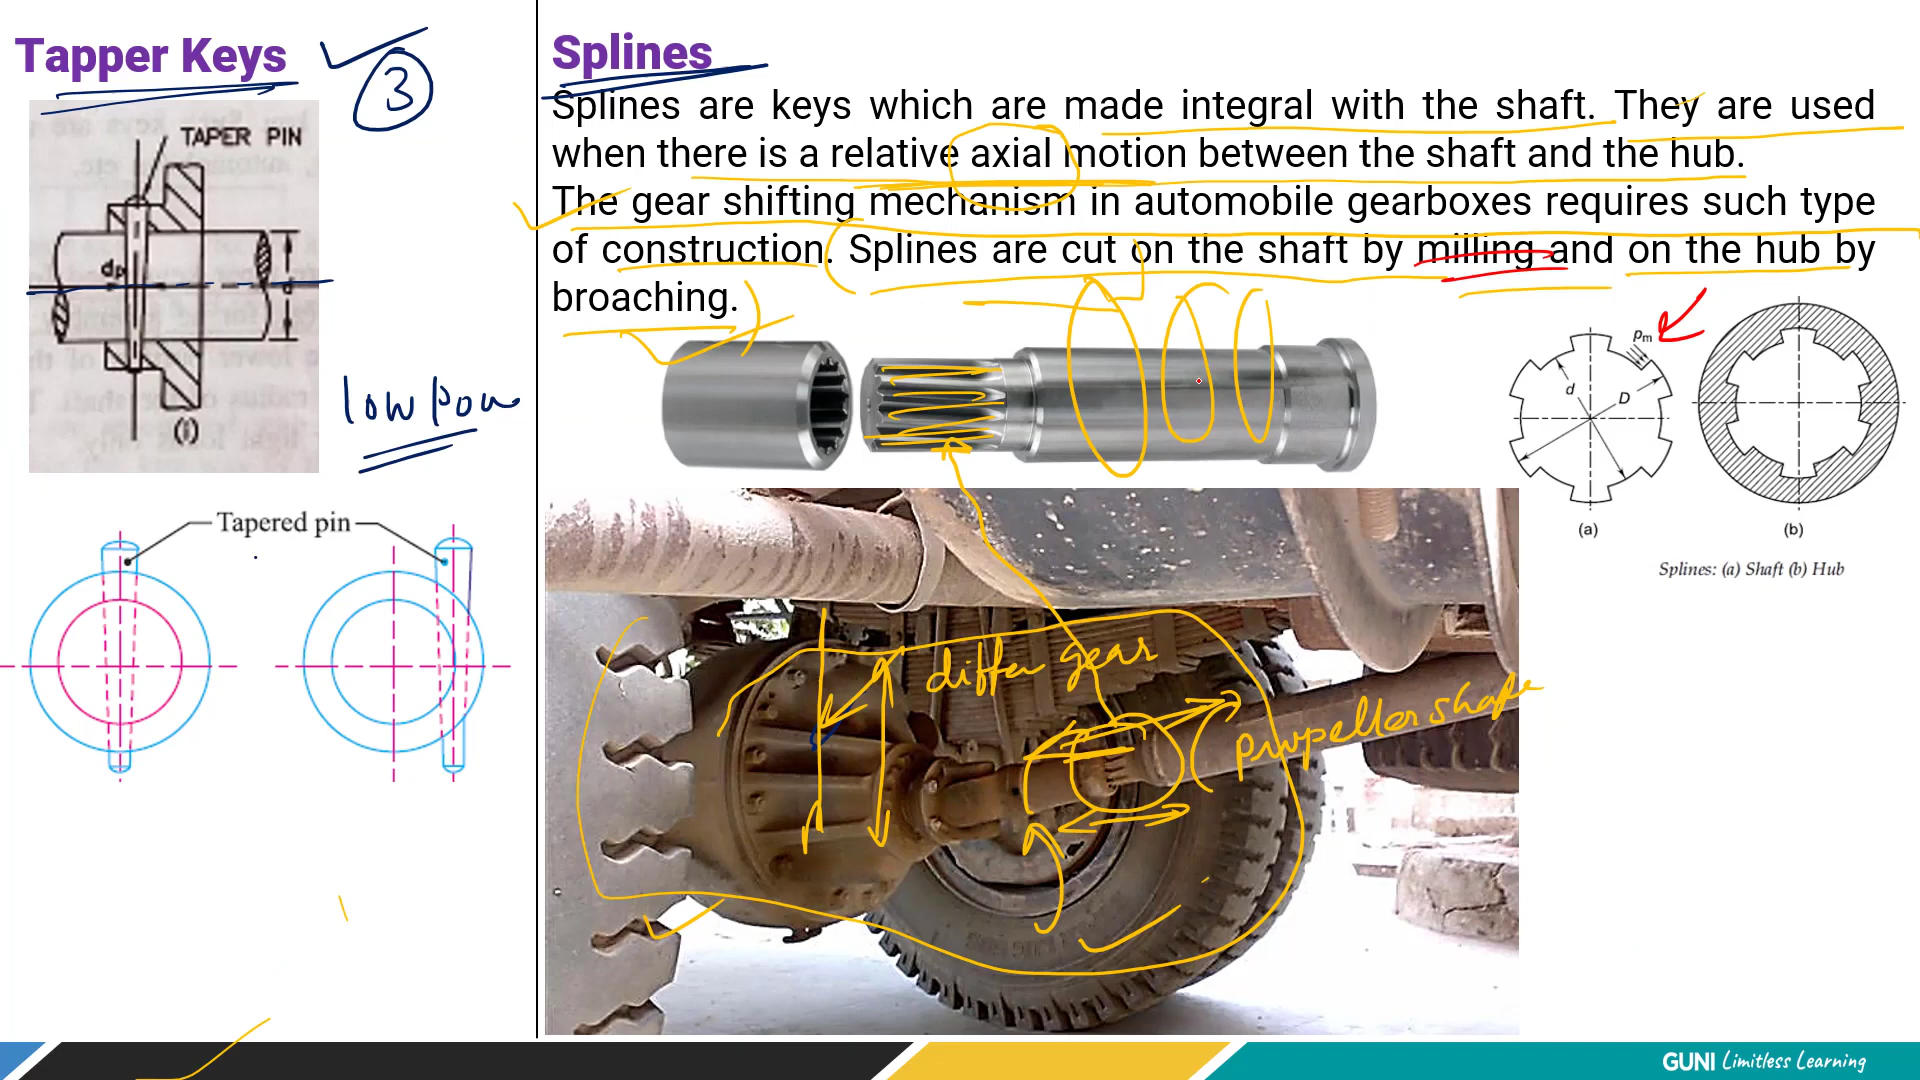 Tapper Keys
3
TAPER PIN
dp
d
(i)
low pow
Tapered pin
Splines
Splines are keys which are made integral with the shaft. They are used
when there is a relative axial motion between the shaft and the hub.
The gear shifting mechanism in automobile gearboxes requires such type
of construction. Splines are cut on the shaft by milling and on the hub by
broaching.
pm
d
D
(a)
(b)
Splines: (a) Shaft (b) Hub
differ gear
propeller shaft
GUNI Limitless Learning